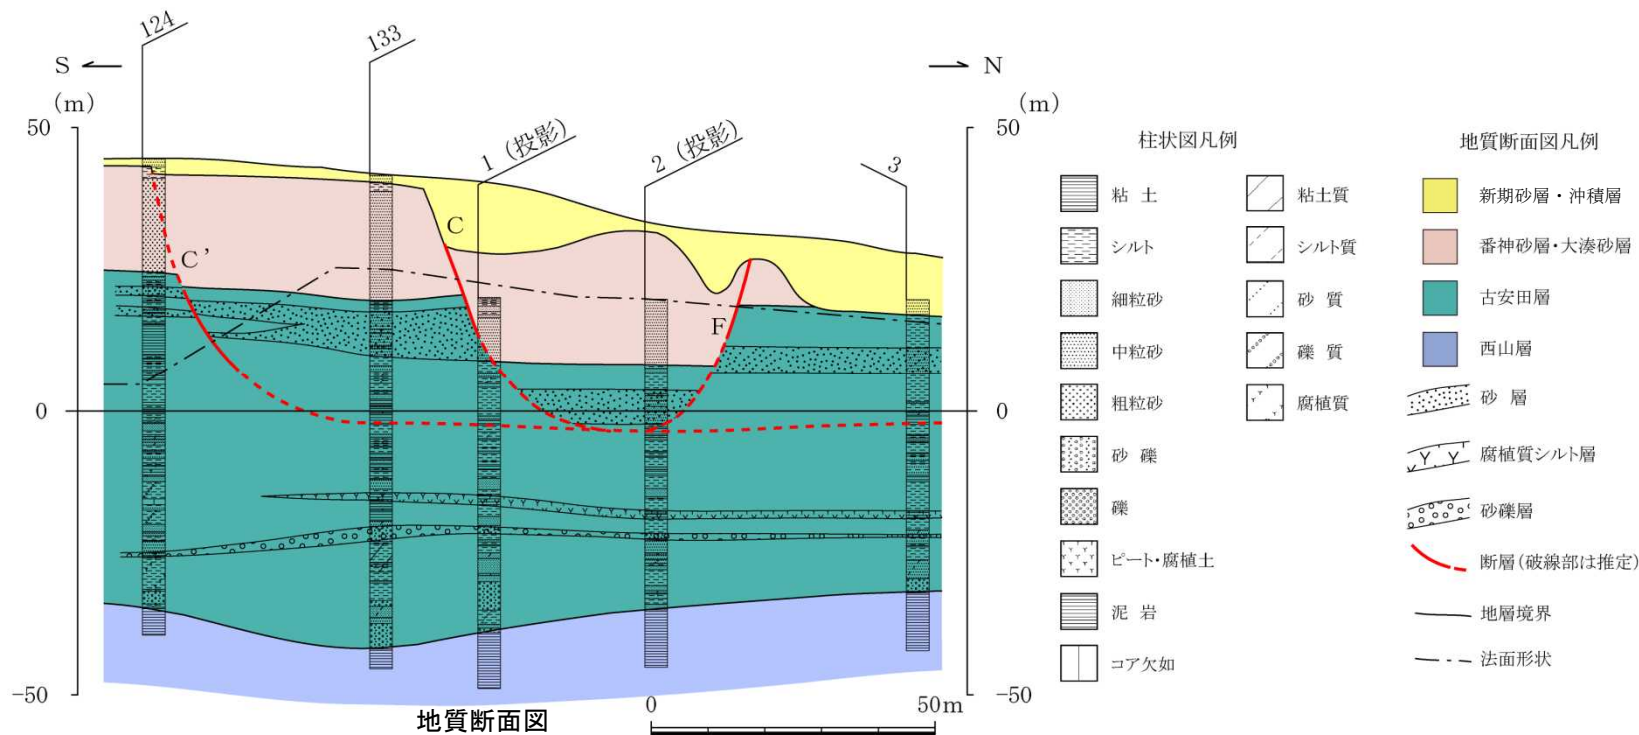 124
133
S
N
(m)
(m)
50
50
1 (投影)
2 (投影)
3
C
C'
F
0
0
-50
-50
地質断面図
0
50m
柱状図凡例
粘 土
シルト
細粒砂
中粒砂
粗粒砂
砂 礫
礫
ピート・腐植土
泥 岩
コア欠如
粘土質
シルト質
砂 質
礫 質
腐植質
地質断面図凡例
新期砂層・沖積層
番神砂層・大湊砂層
古安田層
西山層
砂 層
腐植質シルト層
砂礫層
断層(破線部は推定)
地層境界
法面形状